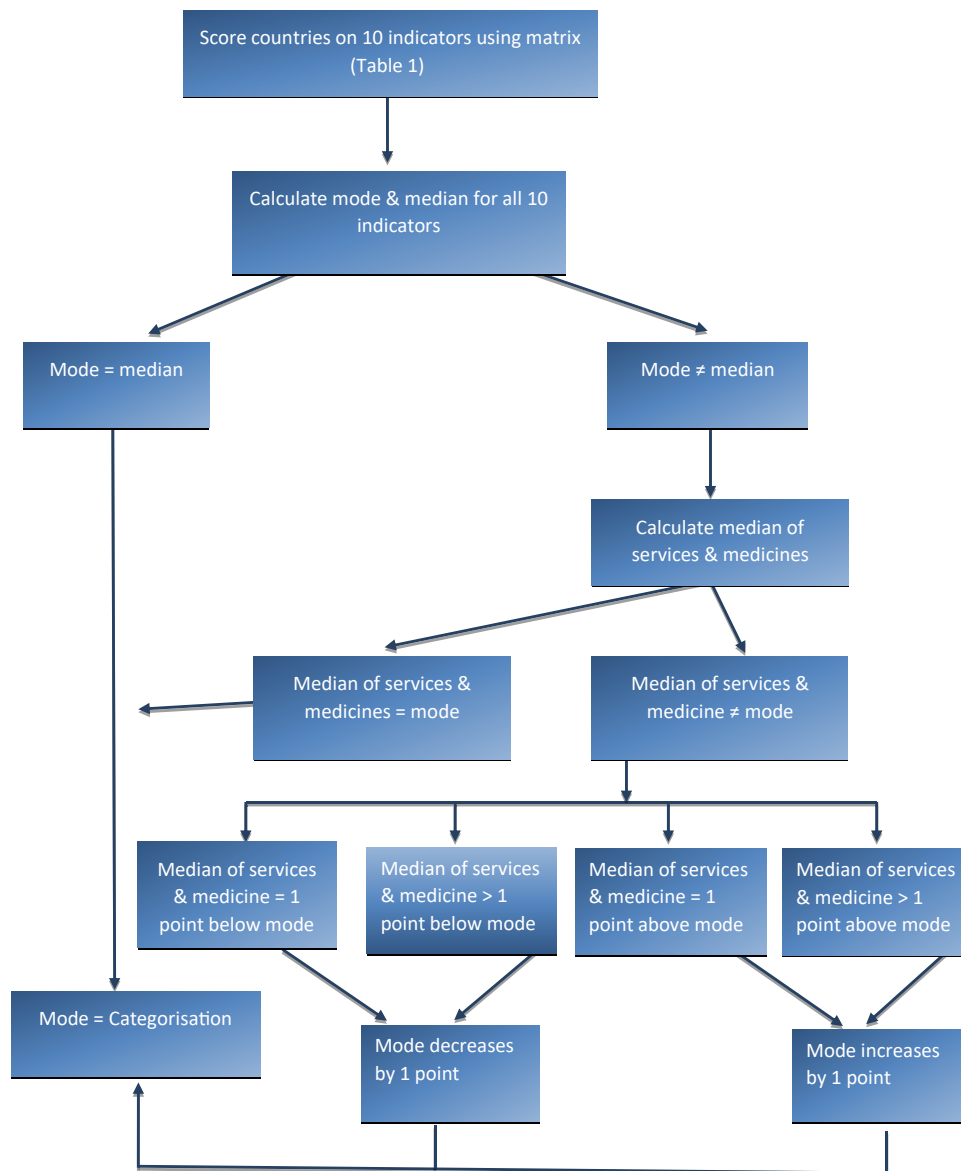 Score countries on 10 indicators using matrix
(Table 1)
Calculate mode & median for all 10
indicators
Mode = median
Mode ≠ median
Calculate median of
services & medicines
Median of services &
medicines = mode
Median of services &
medicine ≠ mode
Median of services
& medicine = 1
point below mode
Median of services
& medicine > 1
point below mode
Median of services
& medicine = 1
point above mode
Median of services
& medicine > 1
point above mode
Mode = Categorisation
Mode decreases
by 1 point
Mode increases
by 1 point